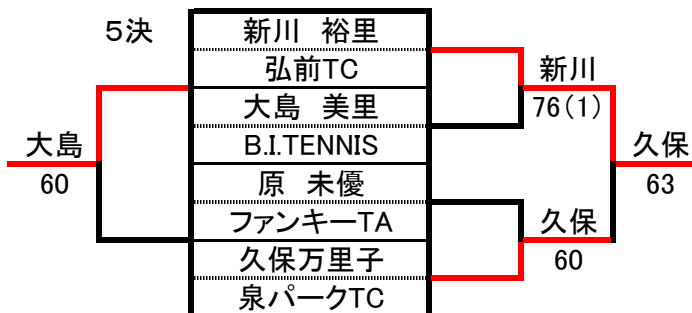 5決
新川 裕里
弘前TC
大島 美里
B.I.TENNIS
原 未優
ファンキーTA
久保万里子
泉パークTC
大島
60
新川
76(1)
久保
60
久保
63